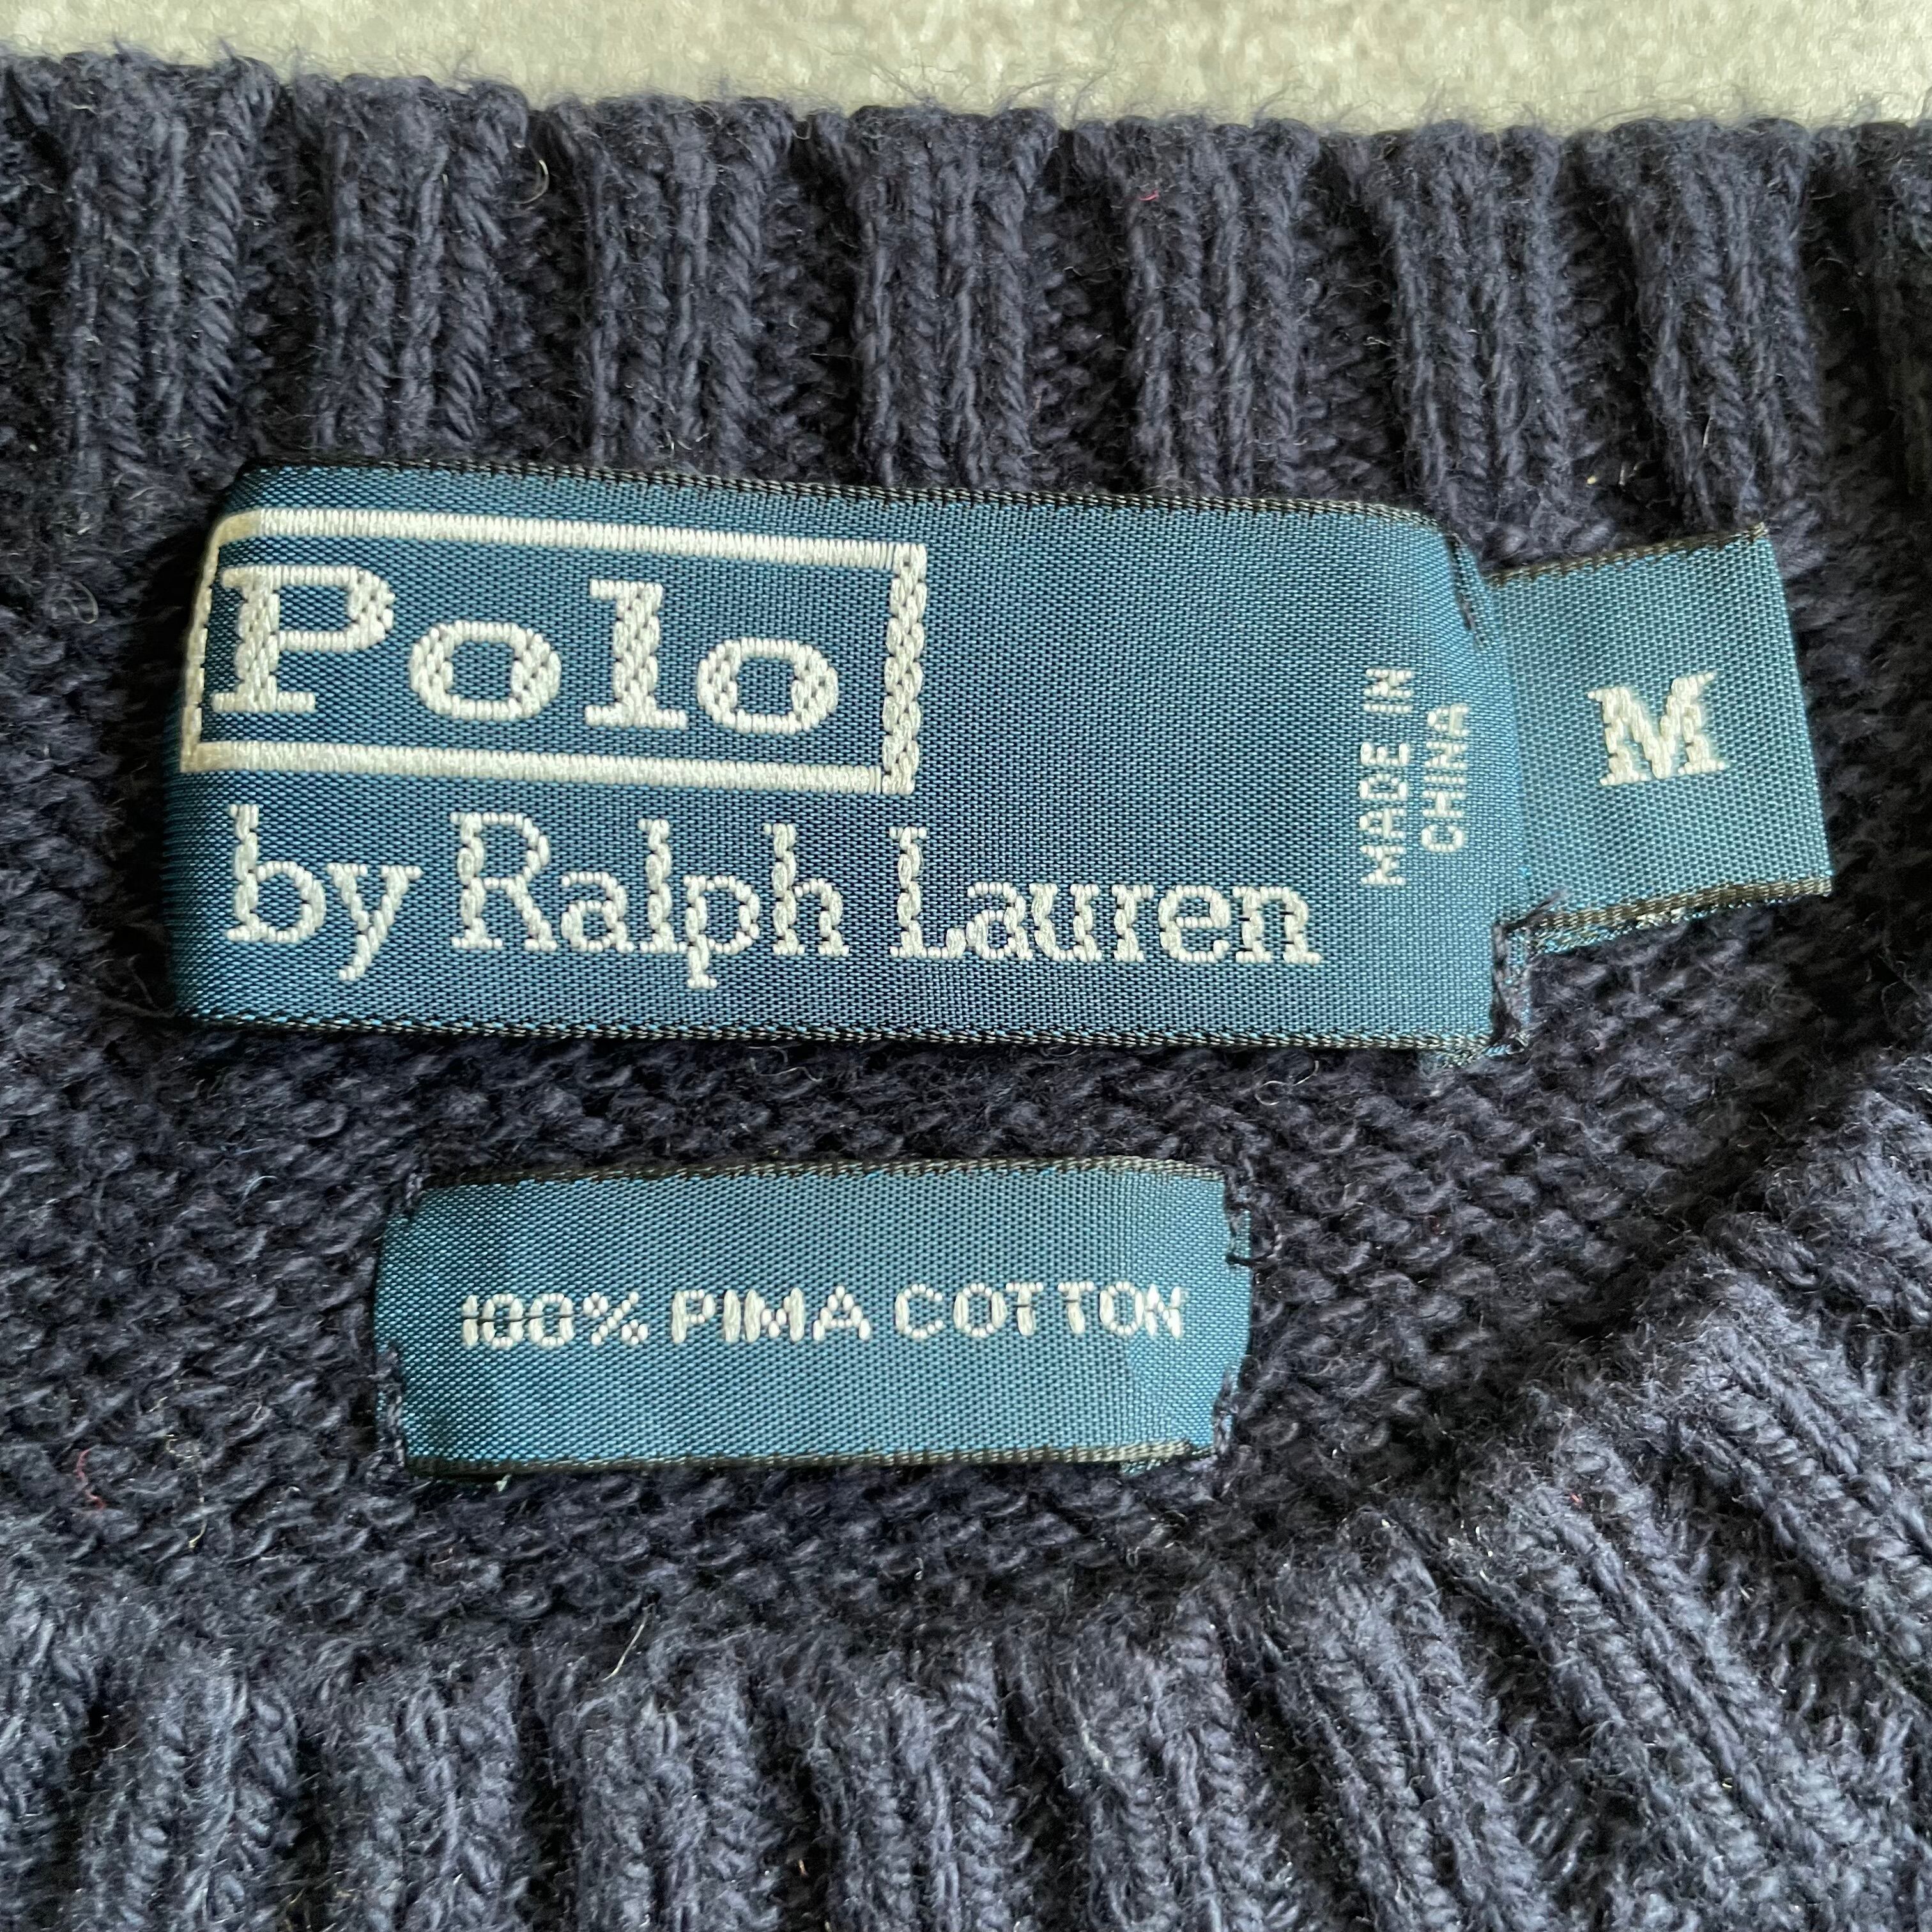 Polo
by Ralph Lauren
MADE IN
CHINA
M
100% PIMA COTTON